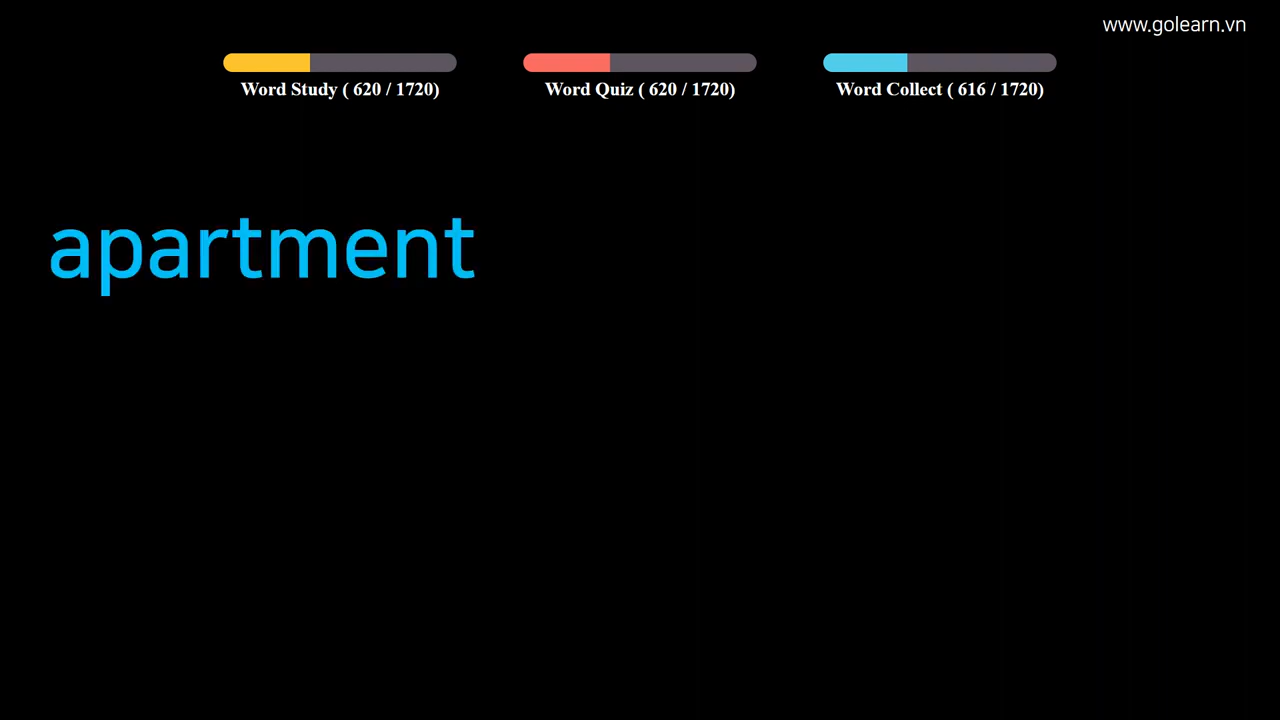 www.golearn.vn
Word Study ( 620 / 1720)
Word Quiz ( 620 / 1720)
Word Collect ( 616 / 1720)
apartment